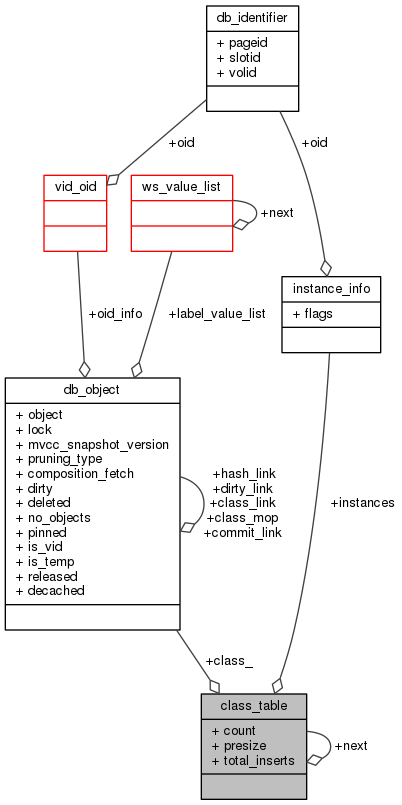 db_identifier
+ pageid
+ slotid
+ volid
+oid
+oid
vid_oid
ws_value_list
+next
instance_info
+ flags
+oid_info
+label_value_list
db_object
+ object
+ lock
+ mvcc_snapshot_version
+ pruning_type
+ composition_fetch
+ dirty
+ deleted
+ no_objects
+ pinned
+ is_vid
+ is_temp
+ released
+ decached
+hash_link
+dirty_link
+class_link
+class_mop
+commit_link
+instances
+class_
class_table
+ count
+ presize
+ total_inserts
+next